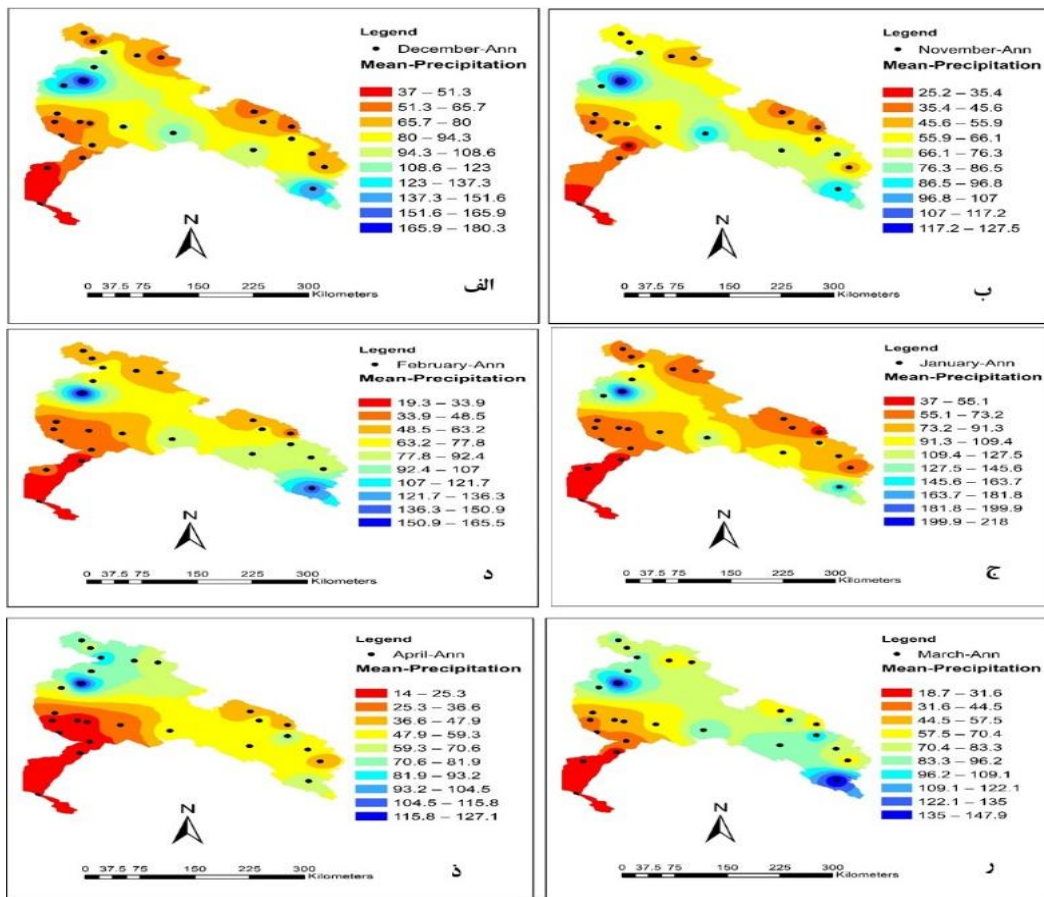 Legend
December-Ann
Mean-Precipitation
37 – 51.3
51.3 – 65.7
65.7 – 80
80 – 94.3
94.3 – 108.6
108.6 – 123
123 – 137.3
137.3 – 151.6
151.6 – 165.9
165.9 – 180.3
N
0 37.5 75 150 225 300
Kilometers
الف
Legend
November-Ann
Mean-Precipitation
25.2 – 35.4
35.4 – 45.6
45.6 – 55.9
55.9 – 66.1
66.1 – 76.3
76.3 – 86.5
86.5 – 96.8
96.8 – 107
107 – 117.2
117.2 – 127.5
N
0 37.5 75 150 225 300
Kilometers
ب
Legend
February-Ann
Mean-Precipitation
19.3 – 33.9
33.9 – 48.5
48.5 – 63.2
63.2 – 77.8
77.8 – 92.4
92.4 – 107
107 – 121.7
121.7 – 136.3
136.3 – 150.9
150.9 – 165.5
N
0 37.5 75 150 225 300
Kilometers
د
Legend
January-Ann
Mean-Precipitation
37 – 55.1
55.1 – 73.2
73.2 – 91.3
91.3 – 109.4
109.4 – 127.5
127.5 – 145.6
145.6 – 163.7
163.7 – 181.8
181.8 – 199.9
199.9 – 218
N
0 37.5 75 150 225 300
Kilometers
ج
Legend
April-Ann
Mean-Precipitation
14 – 25.3
25.3 – 36.6
36.6 – 47.9
47.9 – 59.3
59.3 – 70.6
70.6 – 81.9
81.9 – 93.2
93.2 – 104.5
104.5 – 115.8
115.8 – 127.1
N
0 37.5 75 150 225 300
Kilometers
ذ
Legend
March-Ann
Mean-Precipitation
18.7 – 31.6
31.6 – 44.5
44.5 – 57.5
57.5 – 70.4
70.4 – 83.3
83.3 – 96.2
96.2 – 109.1
109.1 – 122.1
122.1 – 135
135 – 147.9
N
0 37.5 75 150 225 300
Kilometers
ر